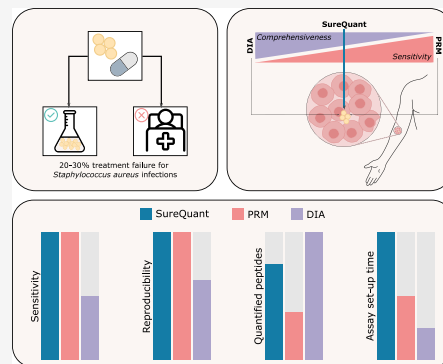 20-30% treatment failure for
Staphylococcus aureus infections
SureQuant
DIA
Comprehensiveness
Sensitivity
PRM
SureQuant
PRM
DIA
Sensitivity
Reproducibility
Quantified peptides
Assay set-up time